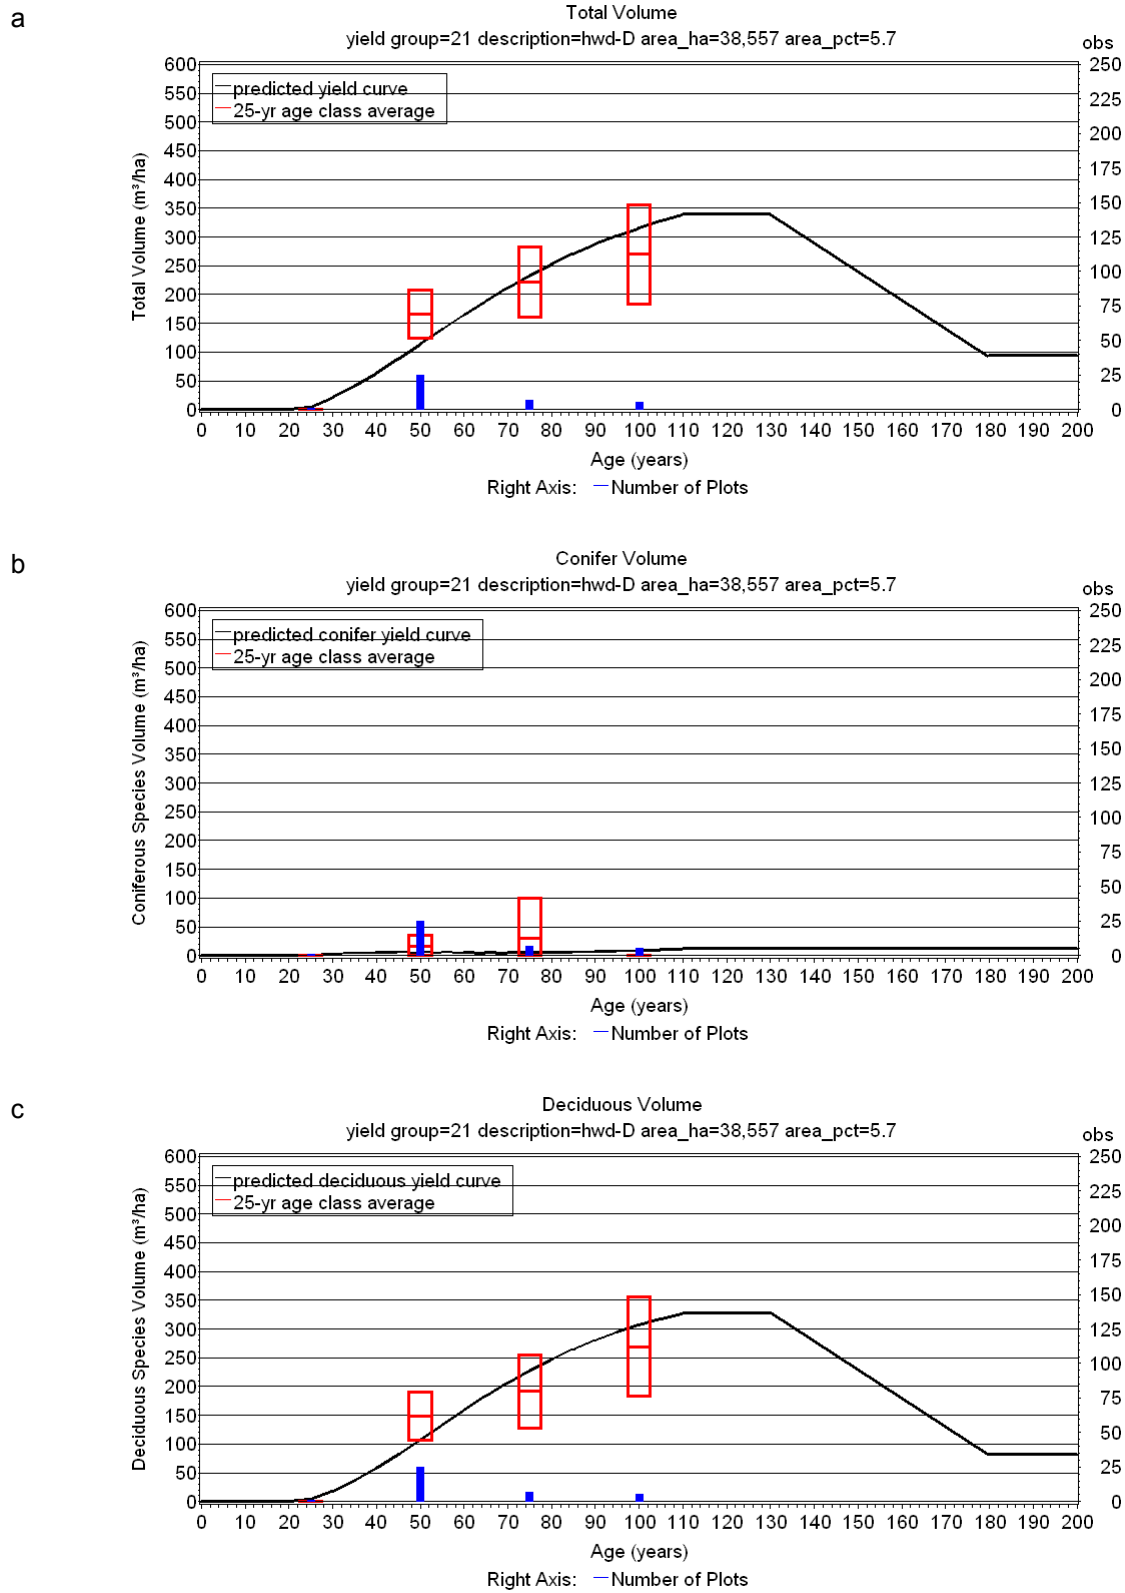 a
Total Volume
yield group=21 description=hwd-D area_ha=38,557 area_pct=5.7
obs
predicted yield curve
25-yr age class average
Total Volume (m³/ha)
600
550
500
450
400
350
300
250
200
150
100
50
0
250
225
200
175
150
125
100
75
50
25
0
0 10 20 30 40 50 60 70 80 90 100 110 120 130 140 150 160 170 180 190 200
Age (years)
Right Axis: Number of Plots
b
Conifer Volume
yield group=21 description=hwd-D area_ha=38,557 area_pct=5.7
obs
predicted conifer yield curve
25-yr age class average
Coniferous Species Volume (m³/ha)
600
550
500
450
400
350
300
250
200
150
100
50
0
250
225
200
175
150
125
100
75
50
25
0
0 10 20 30 40 50 60 70 80 90 100 110 120 130 140 150 160 170 180 190 200
Age (years)
Right Axis: Number of Plots
c
Deciduous Volume
yield group=21 description=hwd-D area_ha=38,557 area_pct=5.7
obs
predicted deciduous yield curve
25-yr age class average
Deciduous Species Volume (m³/ha)
600
550
500
450
400
350
300
250
200
150
100
50
0
250
225
200
175
150
125
100
75
50
25
0
0 10 20 30 40 50 60 70 80 90 100 110 120 130 140 150 160 170 180 190 200
Age (years)
Right Axis: Number of Plots